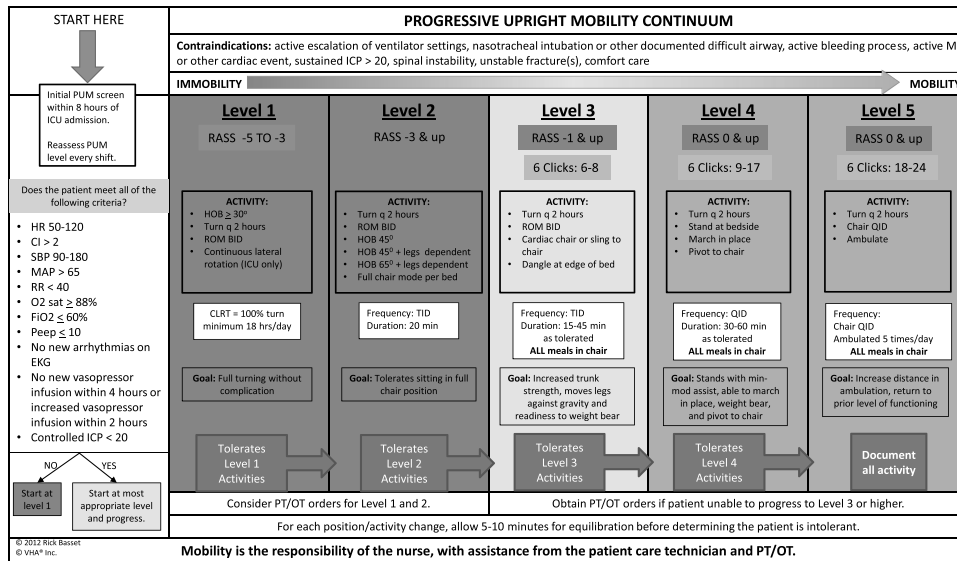 START HERE
Initial PUM screen
within 8 hours of
ICU admission.
Reassess PUM
level every shift.
Does the patient meet all of the
following criteria?
• HR 50-120
• CI > 2
• SBP 90-180
• MAP > 65
• RR < 40
• O2 sat ≥ 88%
• FiO2 ≤ 60%
• Peep ≤ 10
• No new arrhythmias on
EKG
• No new vasopressor
infusion within 4 hours or
increased vasopressor
infusion within 2 hours
• Controlled ICP < 20
NO
YES
Start at
level 1
Start at most
appropriate level
and progress.
© 2012 Rick Basset
© VHA® Inc.
PROGRESSIVE UPRIGHT MOBILITY CONTINUUM
Contraindications: active escalation of ventilator settings, nasotracheal intubation or other documented difficult airway, active bleeding process, active M
or other cardiac event, sustained ICP > 20, spinal instability, unstable fracture(s), comfort care
IMMOBILITY
MOBILITY
Level 1
RASS -5 TO -3
ACTIVITY:
• HOB ≥ 30⁰
• Turn q 2 hours
• ROM BID
• Continuous lateral
rotation (ICU only)
CLRT = 100% turn
minimum 18 hrs/day
Goal: Full turning without
complication
Tolerates
Level 1
Activities
Level 2
RASS -3 & up
ACTIVITY:
• Turn q 2 hours
• ROM BID
• HOB 45⁰
• HOB 45⁰ + legs dependent
• HOB 65⁰ + legs dependent
• Full chair mode per bed
Frequency: TID
Duration: 20 min
Goal: Tolerates sitting in full
chair position
Tolerates
Level 2
Activities
Level 3
RASS -1 & up
6 Clicks: 6-8
ACTIVITY:
• Turn q 2 hours
• ROM BID
• Cardiac chair or sling to
chair
• Dangle at edge of bed
Frequency: TID
Duration: 15-45 min
as tolerated
ALL meals in chair
Goal: Increased trunk
strength, moves legs
against gravity and
readiness to weight bear
Tolerates
Level 3
Activities
Level 4
RASS 0 & up
6 Clicks: 9-17
ACTIVITY:
• Turn q 2 hours
• Stand at bedside
• March in place
• Pivot to chair
Frequency: QID
Duration: 30-60 min
as tolerated
ALL meals in chair
Goal: Stands with min-
mod assist, able to march
in place, weight bear,
and pivot to chair
Tolerates
Level 4
Activities
Level 5
RASS 0 & up
6 Clicks: 18-24
ACTIVITY:
• Turn q 2 hours
• Chair QID
• Ambulate
Frequency:
Chair QID
Ambulated 5 times/day
ALL meals in chair
Goal: Increase distance in
ambulation, return to
prior level of functioning
Document
all activity
Consider PT/OT orders for Level 1 and 2.
Obtain PT/OT orders if patient unable to progress to Level 3 or higher.
For each position/activity change, allow 5-10 minutes for equilibration before determining the patient is intolerant.
Mobility is the responsibility of the nurse, with assistance from the patient care technician and PT/OT.